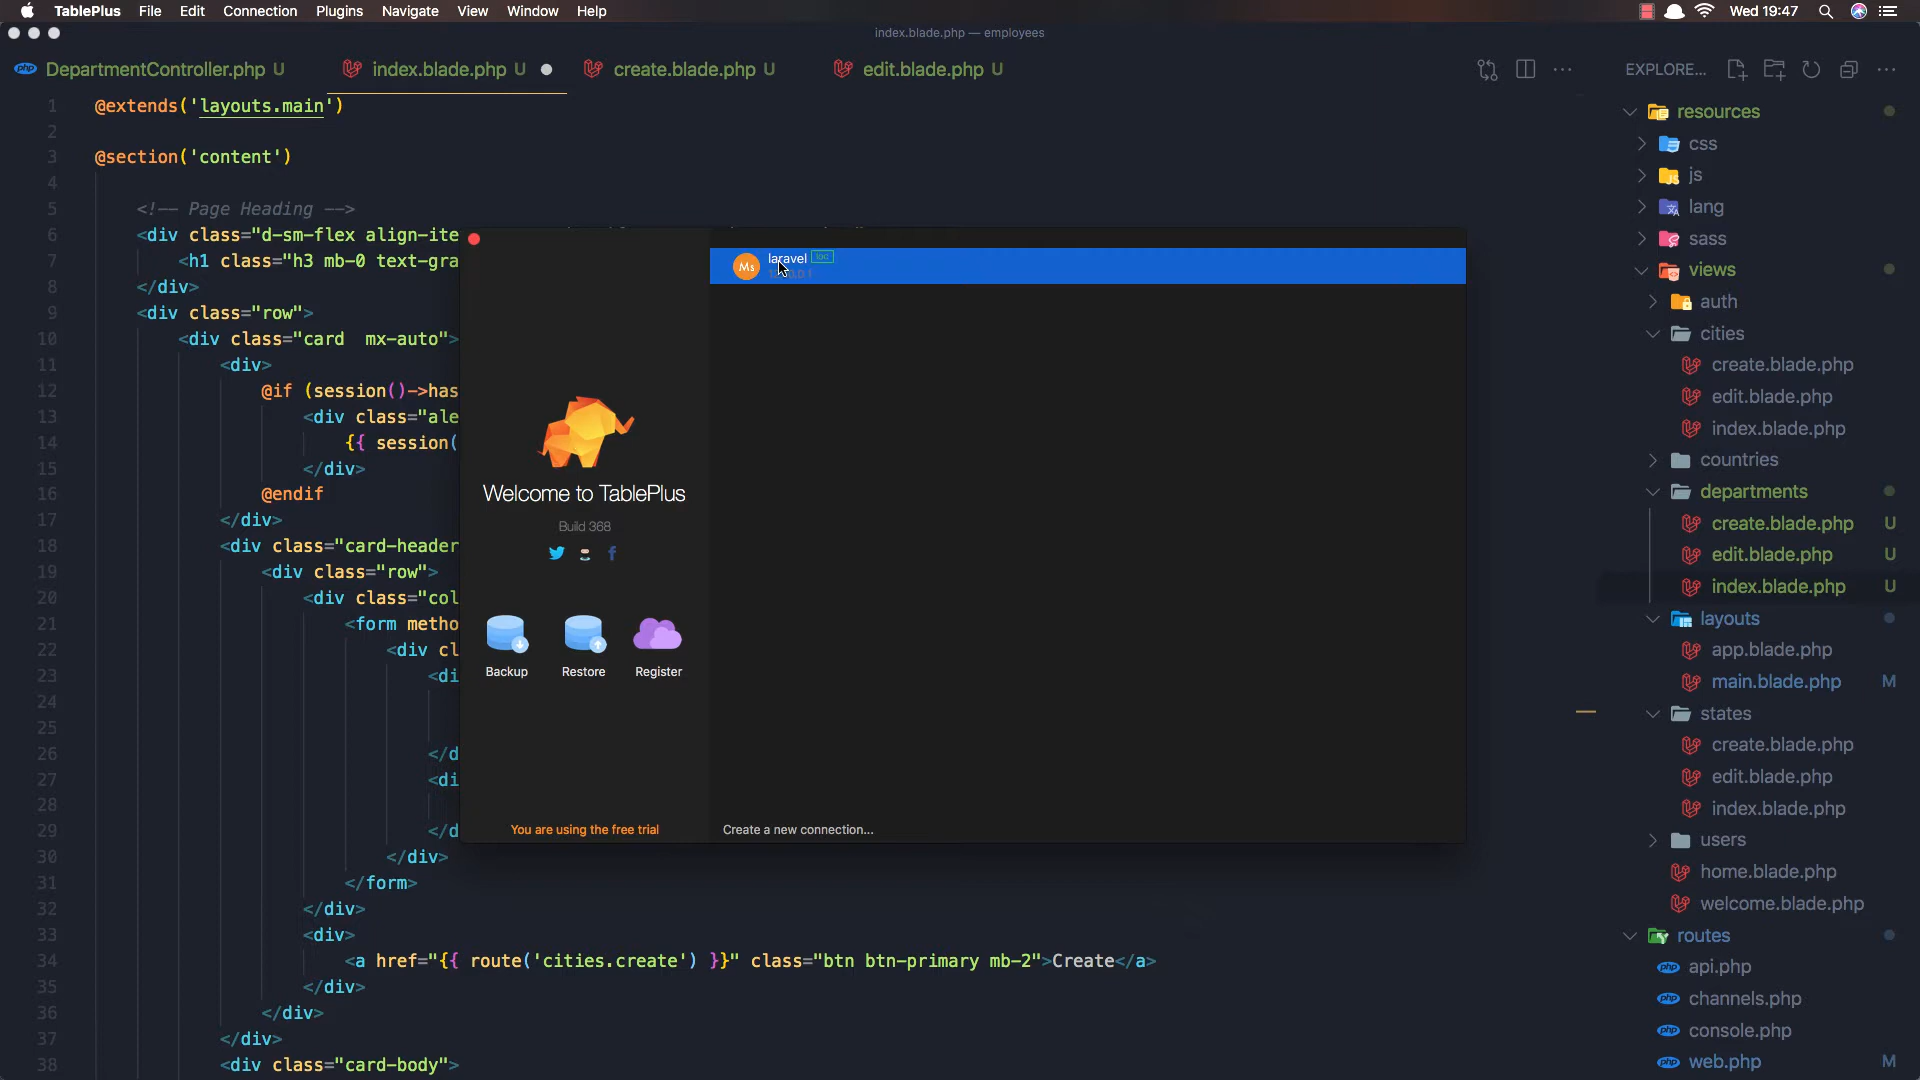 TablePlus File Edit Connection Plugins Navigate View Window Help Wed 19:47
index.blade.php — employees
DepartmentController.php U index.blade.php U create.blade.php U edit.blade.php U
1 @extends('layouts.main')
2
3 @section('content')
4
5 <!-- Page Heading -->
6 <div class="d-sm-flex align-ite
7 <h1 class="h3 mb-0 text-gra
8 </div>
9 <div class="row">
10 <div class="card  mx-auto">
11 <div>
12 @if (session()->has
13 <div class="ale
14 {{ session(
15 </div>
16 @endif
17 </div>
18 <div class="card-header
19 <div class="row">
20 <div class="col
21 <form metho
22 <div cl
23 <di
24
25
26 </d
27 <di
28
29 </d
30 </div>
31 </form>
32 </div>
33 <div>
34 <a href="{{ route('cities.create') }}" class="btn btn-primary mb-2">Create</a>
35 </div>
36 </div>
37 </div>
38 <div class="card-body">
Welcome to TablePlus
Build 368
Backup Restore Register
You are using the free trial
Ms laravel loc
Create a new connection...
EXPLORE...
resources
css
js
lang
sass
views
auth
cities
create.blade.php
edit.blade.php
index.blade.php
countries
departments
create.blade.php U
edit.blade.php U
index.blade.php U
layouts
app.blade.php
main.blade.php M
states
create.blade.php
edit.blade.php
index.blade.php
users
home.blade.php
welcome.blade.php
routes
php api.php
php channels.php
php console.php
php web.php M